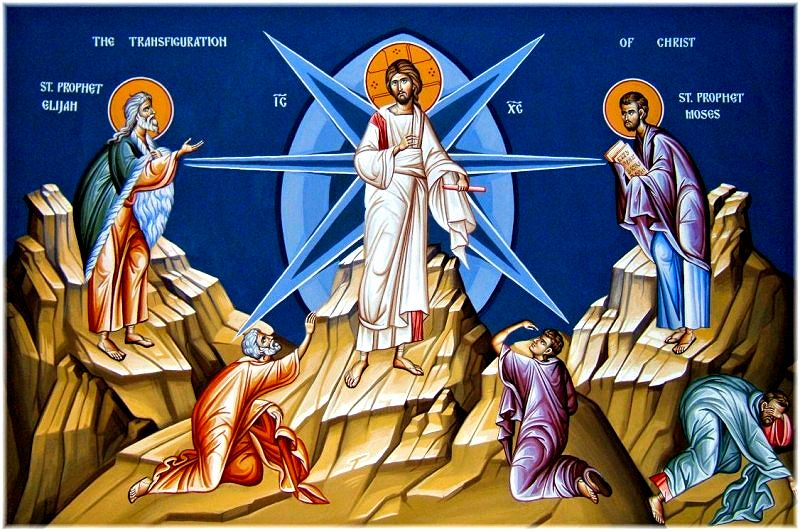 THE TRANSFIGURATION OF CHRIST
ST. PROPHET
ELIJAH
IC
XC
ST. PROPHET
MOSES